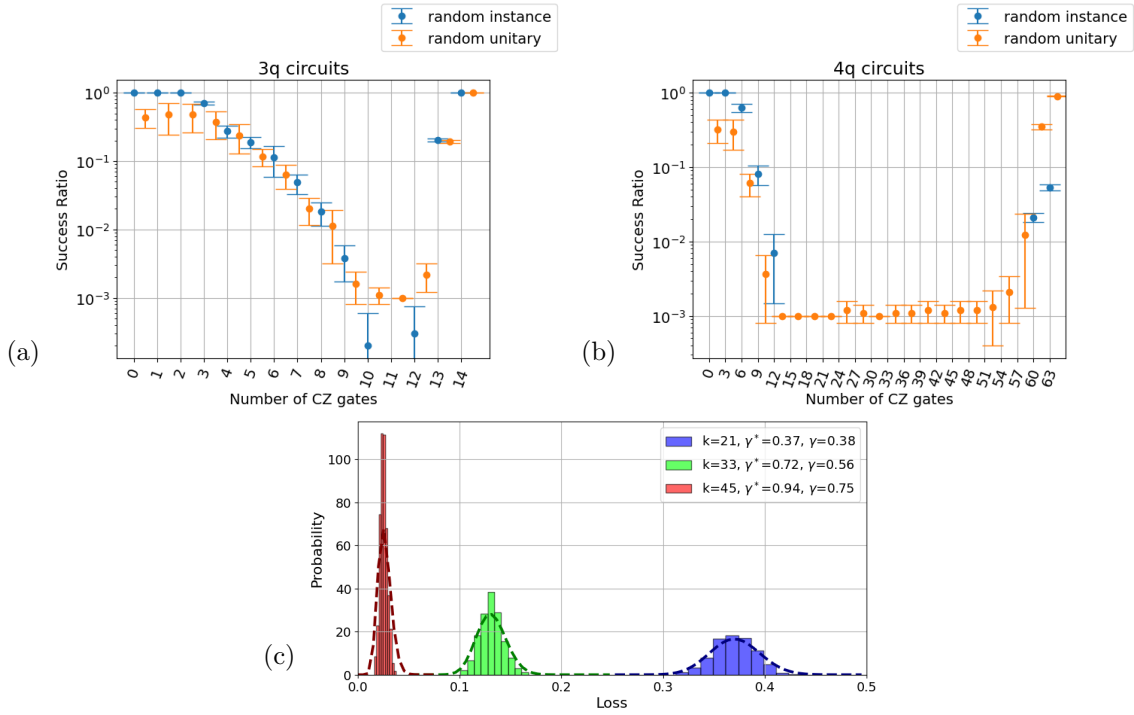 random instance
random unitary
random instance
random unitary
3q circuits
4q circuits
10^0
10^-1
10^-2
10^-3
Success Ratio
0 1 2 3 4 5 6 7 8 9 10 11 12 13 14
Number of CZ gates
(a)
10^0
10^-1
10^-2
10^-3
Success Ratio
0 3 6 9 12 15 18 21 24 27 30 33 36 39 42 45 48 51 54 57 60 63
Number of CZ gates
(b)
k=21, γ*=0.37, γ=0.38
k=33, γ*=0.72, γ=0.56
k=45, γ*=0.94, γ=0.75
100
80
60
40
20
0
Probability
0.0 0.1 0.2 0.3 0.4 0.5
Loss
(c)